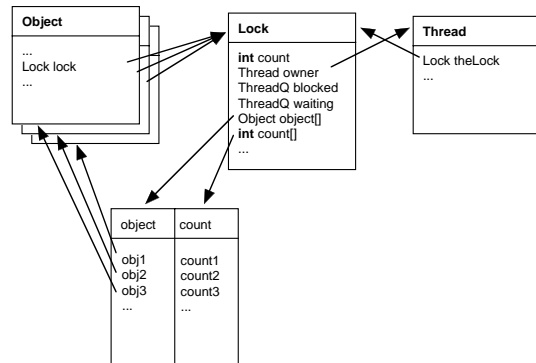 Object
...
Lock lock
...
Lock
int count
Thread owner
ThreadQ blocked
ThreadQ waiting
Object object[]
int count[]
...
Thread
Lock theLock
...
object count
obj1 count1
obj2 count2
obj3 count3
... ...